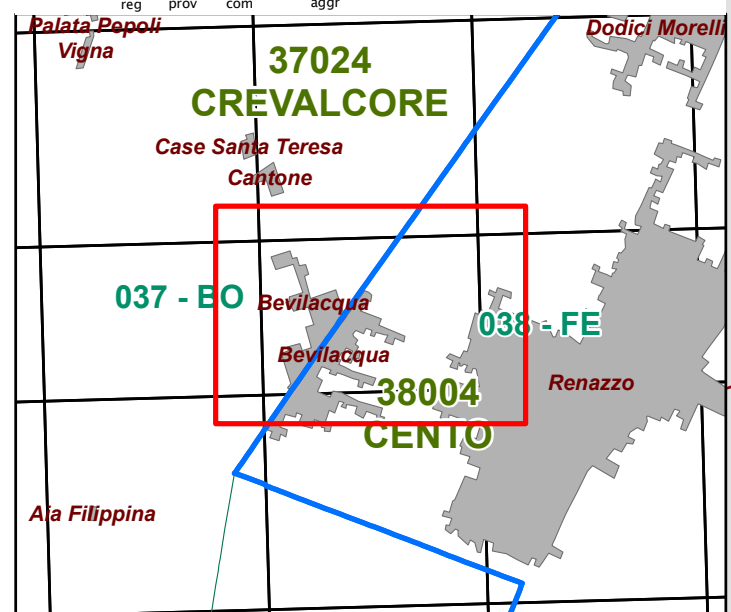 reg prov com aggr
Palata Pepoli
Vigna
Dodici Morelli
37024
CREVALCORE
Case Santa Teresa
Cantone
037 - BO
Bevilacqua
038 - FE
Bevilacqua
38004
Renazzo
CENTO
Aia Filippina